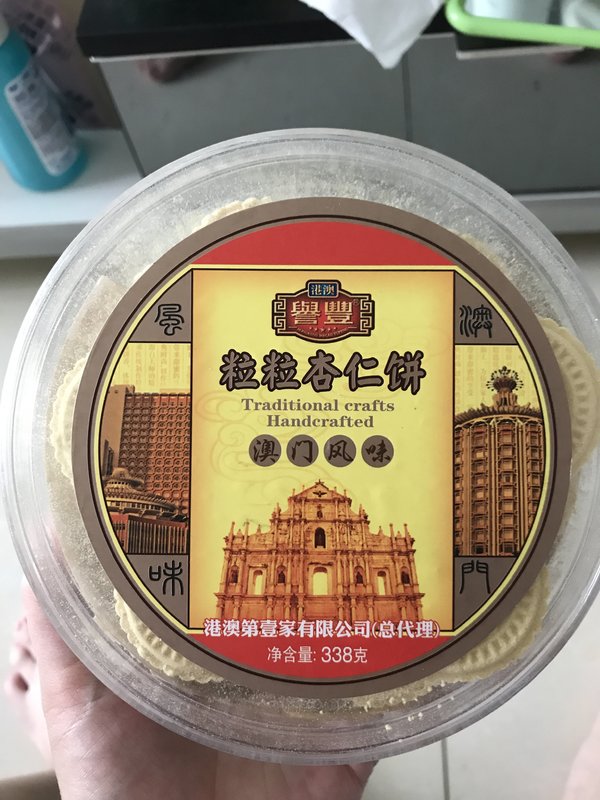 港澳
譽豐
粒粒杏仁饼
Traditional crafts
Handcrafted
澳门风味
風
澳
味
門
港澳第壹家有限公司(总代理)
净含量: 338克